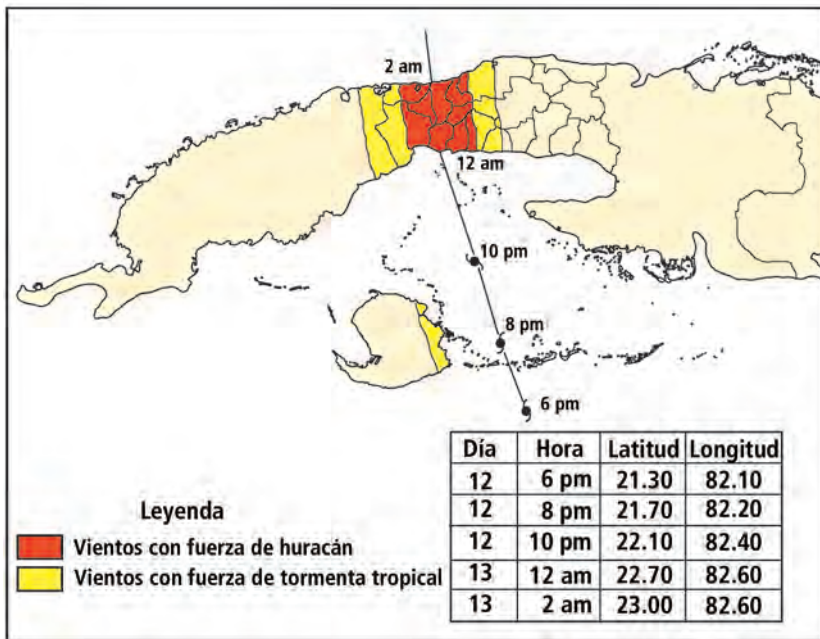 2 am
12 am
10 pm
8 pm
6 pm
Día Hora Latitud Longitud
12 6 pm 21.30 82.10
12 8 pm 21.70 82.20
12 10 pm 22.10 82.40
13 12 am 22.70 82.60
13 2 am 23.00 82.60
Leyenda
Vientos con fuerza de huracán
Vientos con fuerza de tormenta tropical